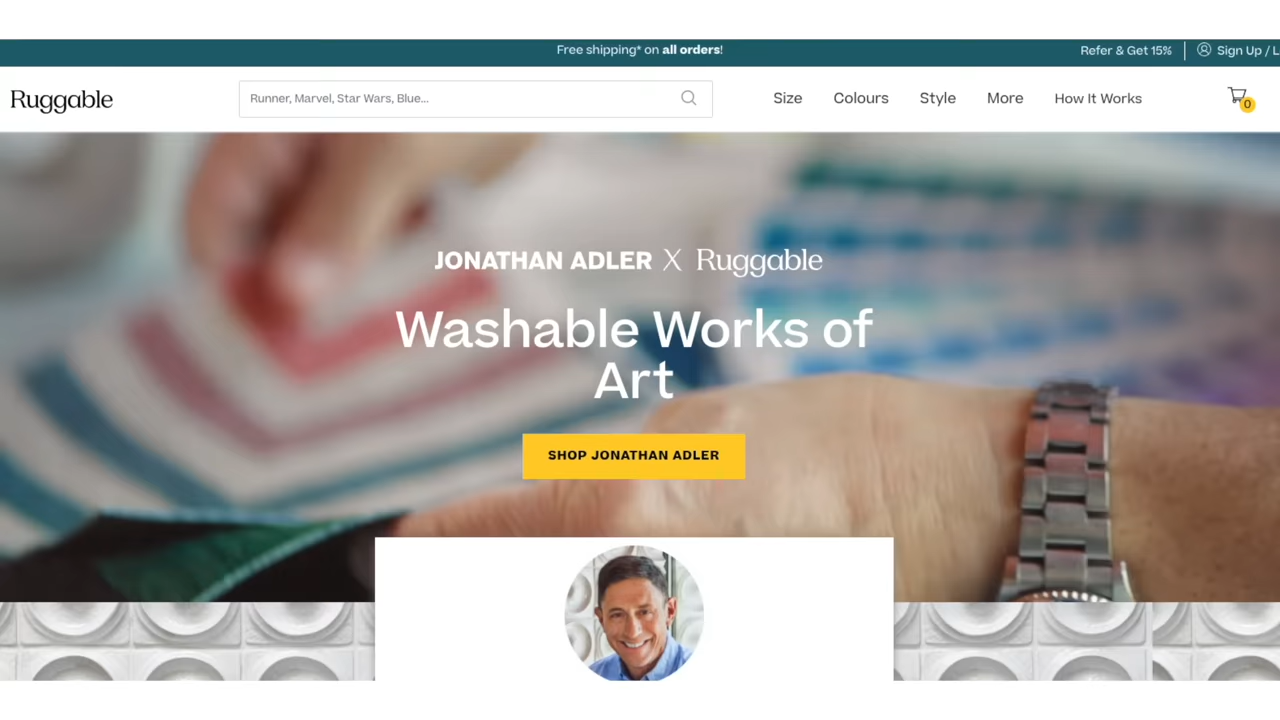 Free shipping* on all orders!
Refer & Get 15%
Sign Up / L
Ruggable
Runner, Marvel, Star Wars, Blue...
Size
Colours
Style
More
How It Works
0
JONATHAN ADLER X Ruggable
Washable Works of
Art
SHOP JONATHAN ADLER